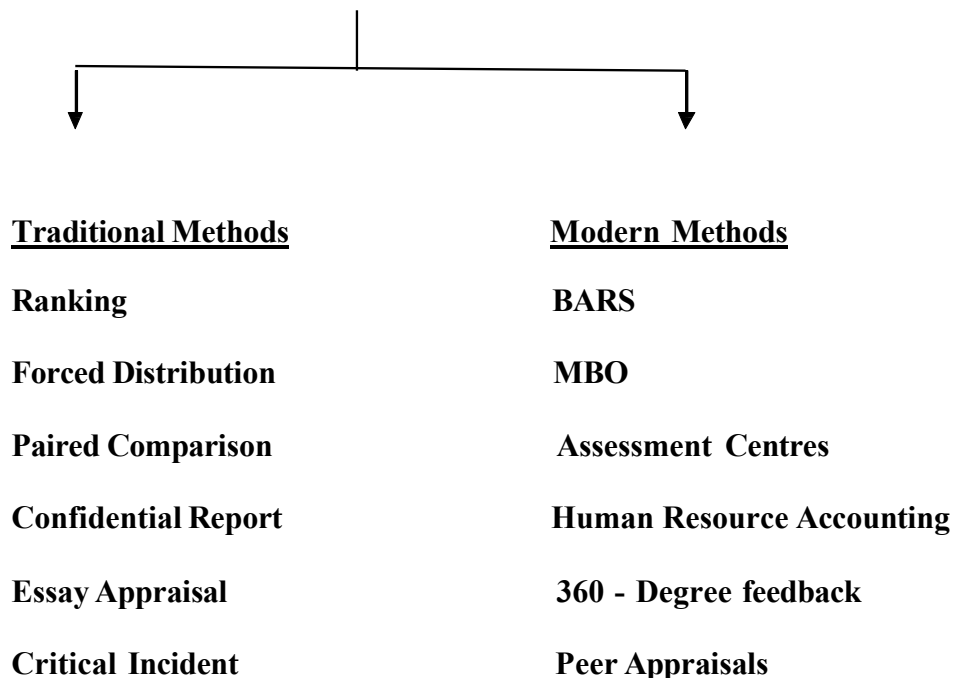 Traditional Methods
Modern Methods
Ranking
BARS
Forced Distribution
MBO
Paired Comparison
Assessment Centres
Confidential Report
Human Resource Accounting
Essay Appraisal
360 - Degree feedback
Critical Incident
Peer Appraisals